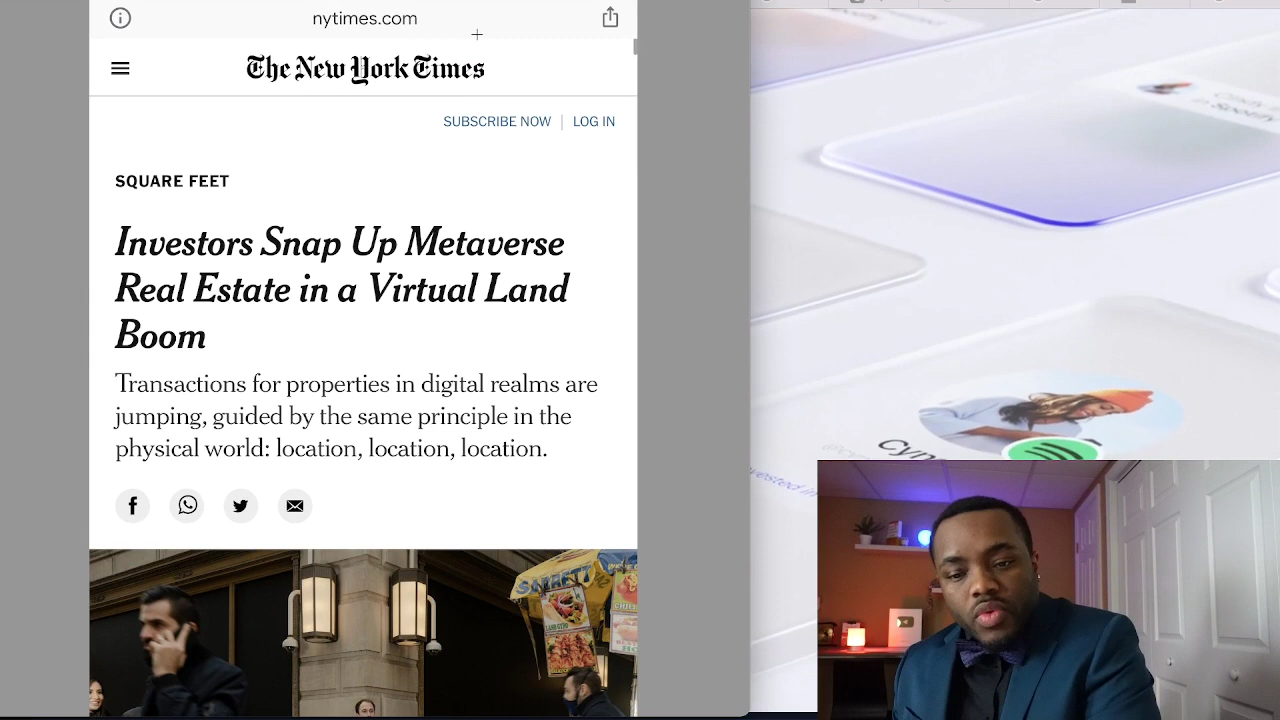 nytimes.com
The New York Times
SUBSCRIBE NOW | LOG IN
SQUARE FEET
Investors Snap Up Metaverse
Real Estate in a Virtual Land
Boom
Transactions for properties in digital realms are
jumping, guided by the same principle in the
physical world: location, location, location.